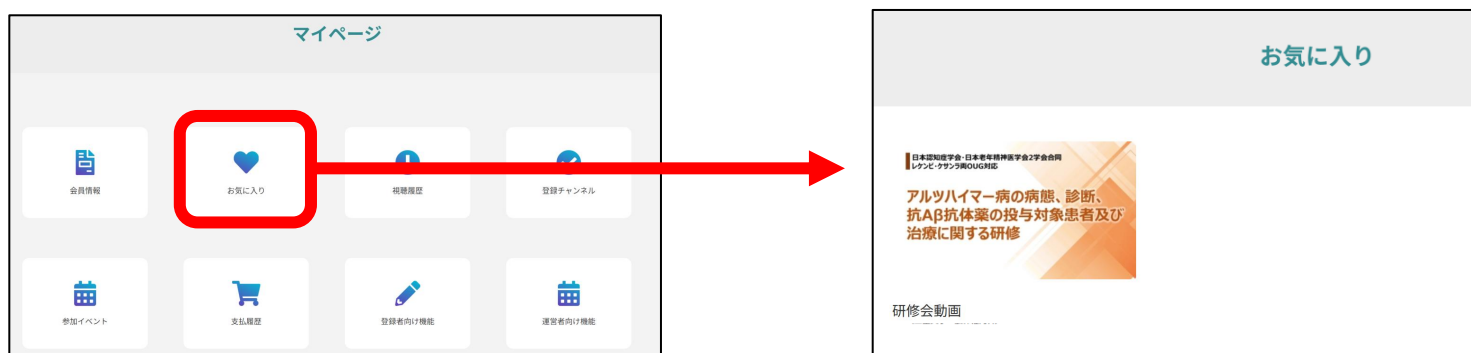 マイページ
会員情報
お気に入り
視聴履歴
登録チャンネル
参加イベント
支払履歴
登録者向け機能
運営者向け機能
お気に入り
日本認知症学会・日本老年精神医学会2学会合同
レケンビ・ケサンラ両OUG対応
アルツハイマー病の病態、診断、
抗Aβ抗体薬の投与対象患者及び
治療に関する研修
研修会動画